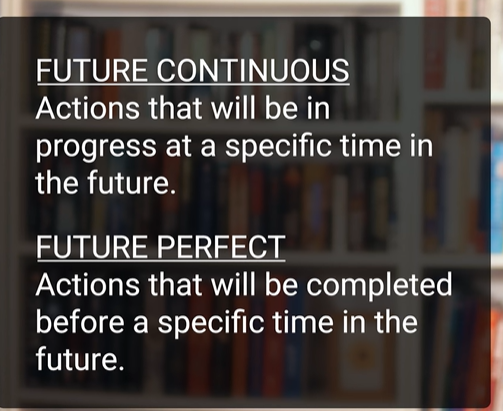 FUTURE CONTINUOUS
Actions that will be in
progress at a specific time in
the future.
FUTURE PERFECT
Actions that will be completed
before a specific time in the
future.